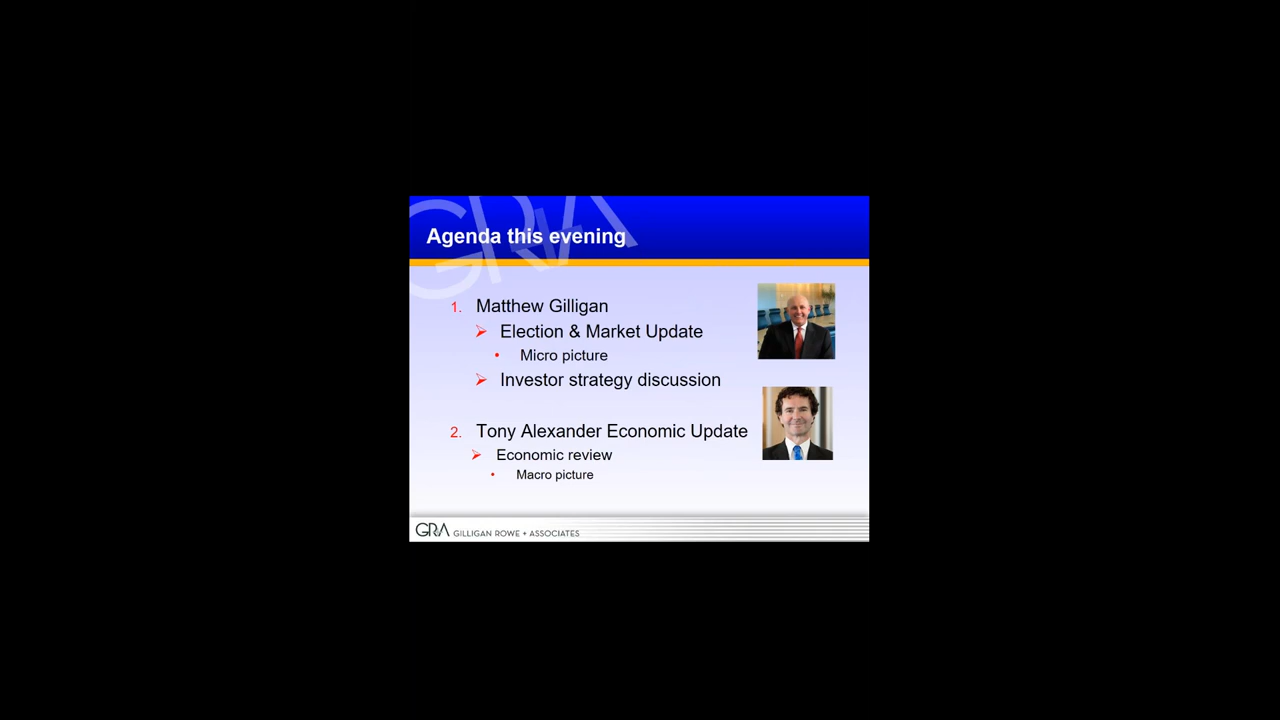 GRA
Agenda this evening
1. Matthew Gilligan
Election & Market Update
Micro picture
Investor strategy discussion
2. Tony Alexander Economic Update
Economic review
Macro picture
GRA GILLIGAN ROWE + ASSOCIATES